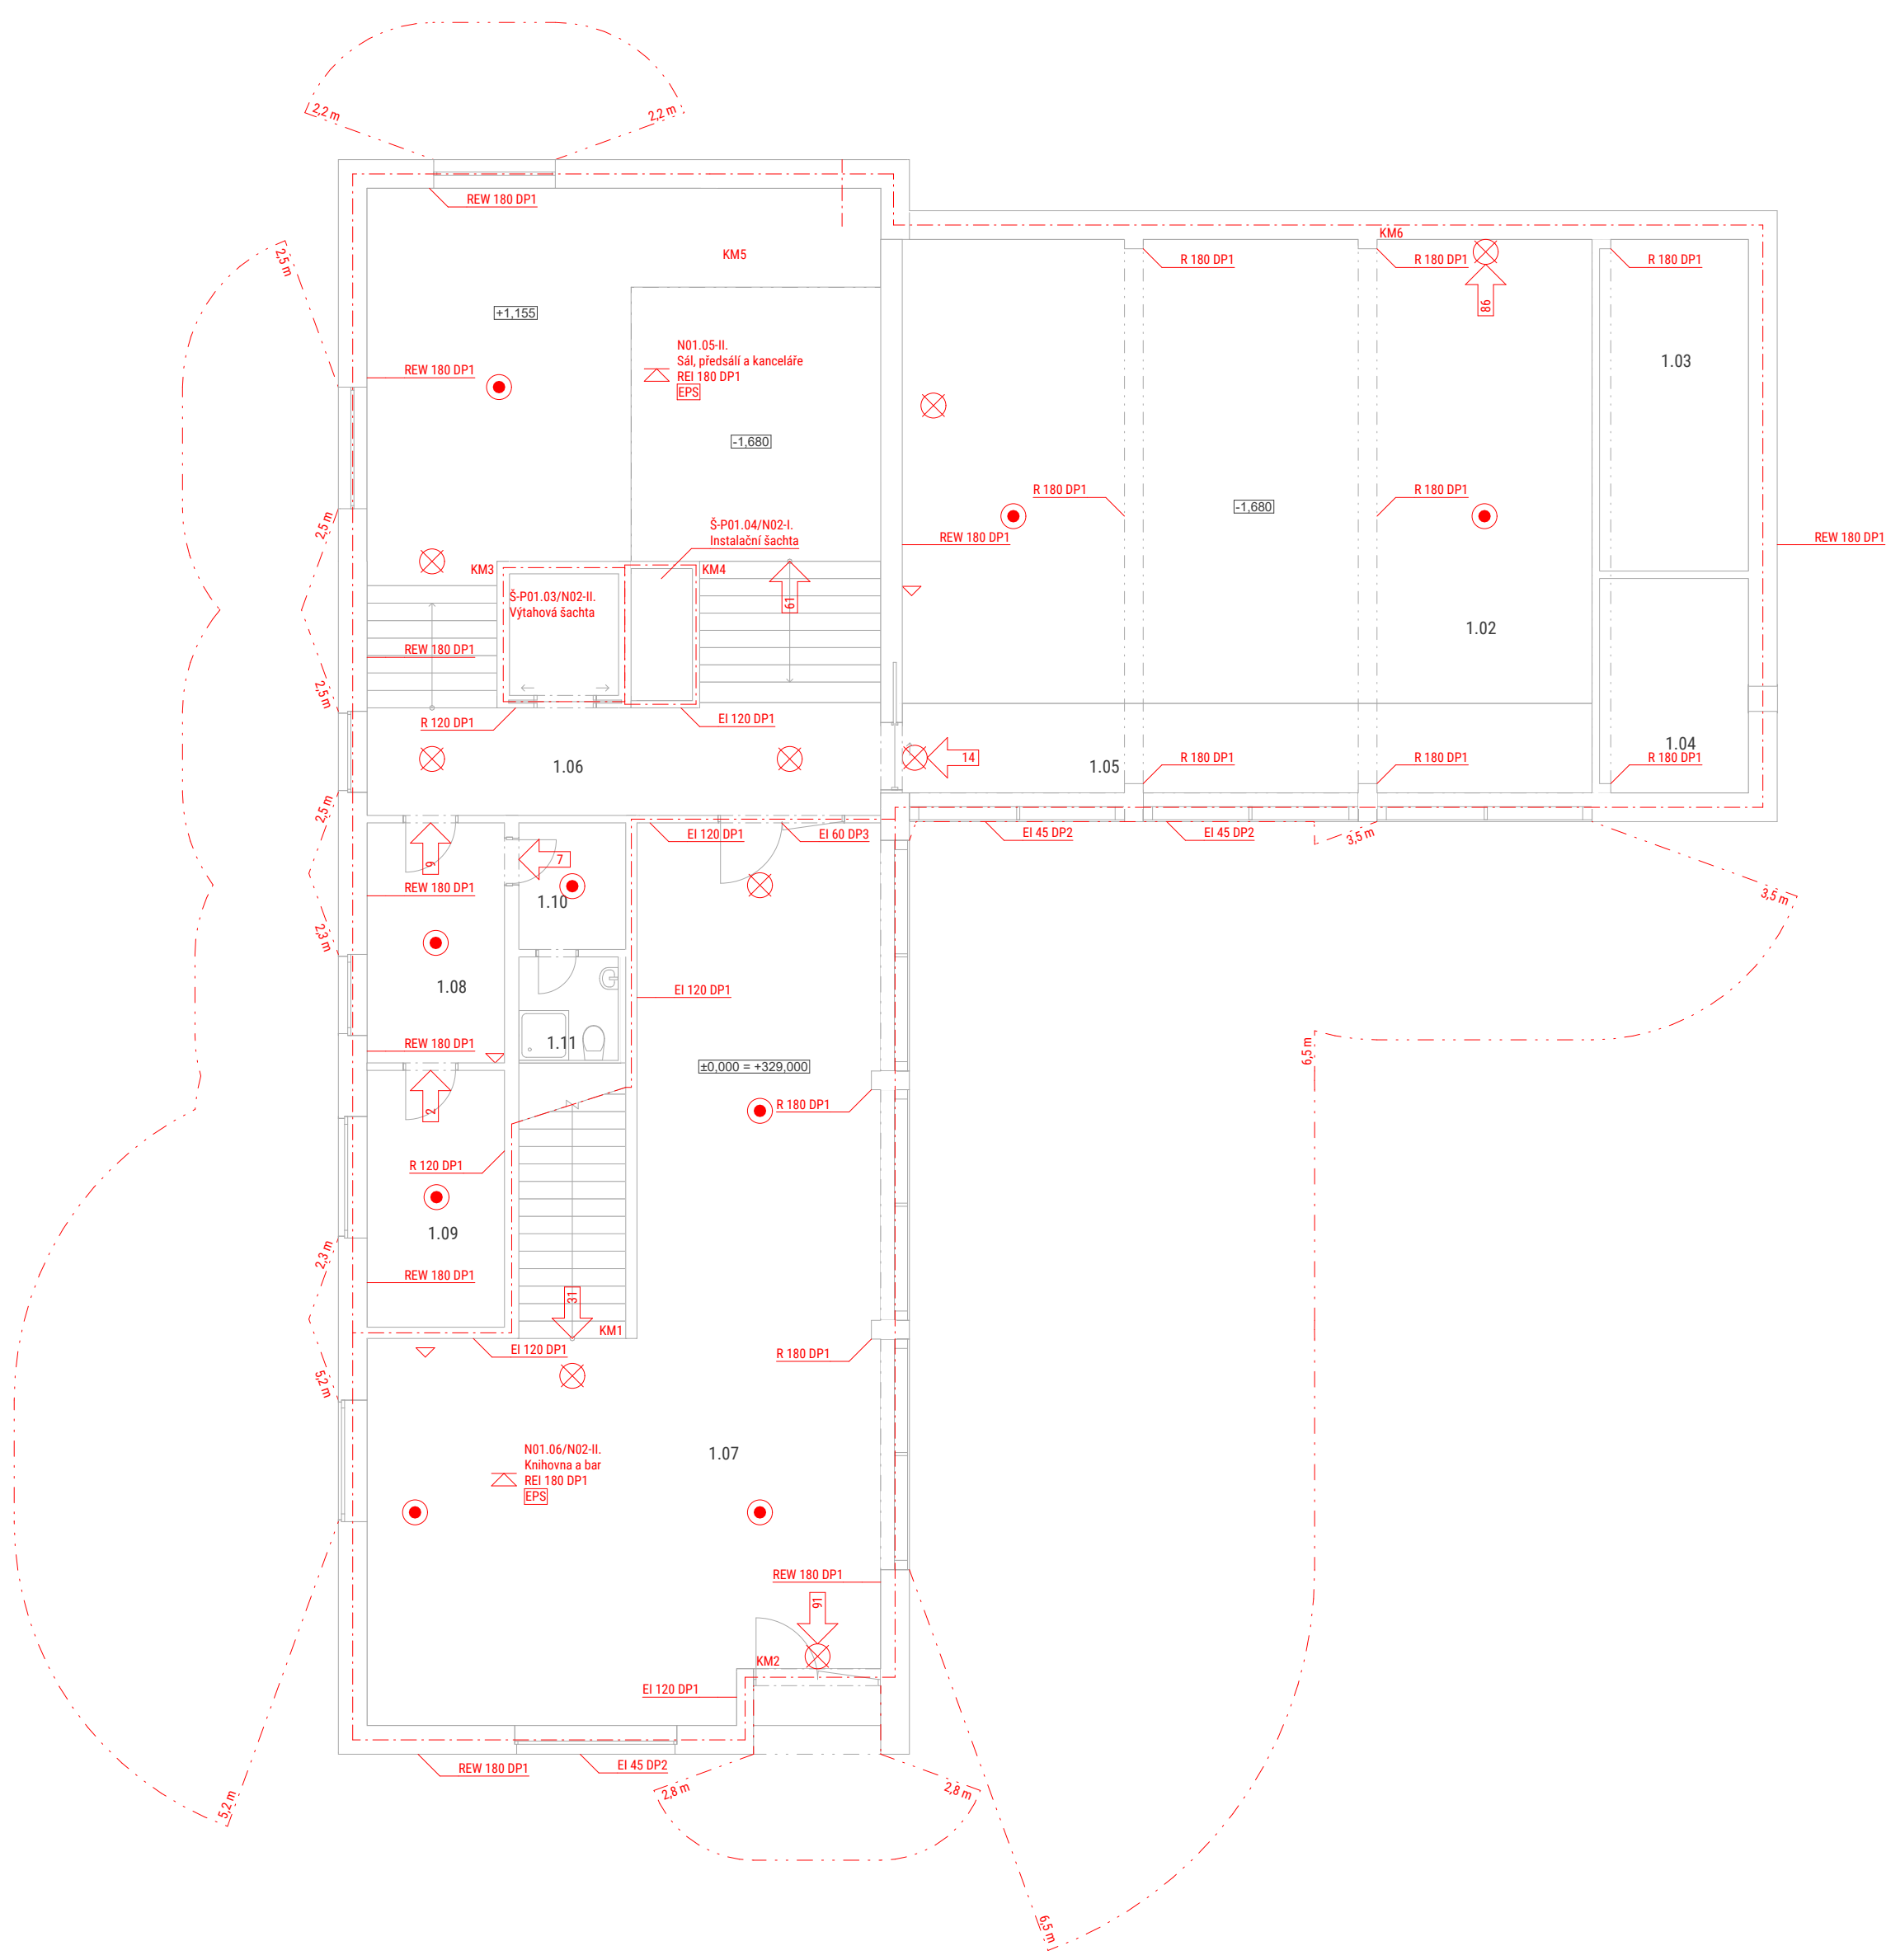 2,2 m
2,2 m
REW 180 DP1
KM6
KM5
R 180 DP1
R 180 DP1
R 180 DP1
2,5 m
86
+1,155
N01.05-II.
Sál, předsálí a kanceláře
REI 180 DP1
EPS
1.03
REW 180 DP1
-1,680
R 180 DP1
R 180 DP1
-1,680
2,5 m
Š-P01.04/N02-I.
Instalační šachta
REW 180 DP1
REW 180 DP1
KM3
KM4
Š-P01.03/N02-II.
Výtahová šachta
61
1.02
REW 180 DP1
2,5 m
R 120 DP1
EI 120 DP1
1.04
14
R 180 DP1
R 180 DP1
R 180 DP1
1.06
1.05
2,5 m
EI 120 DP1
EI 60 DP3
EI 45 DP2
EI 45 DP2
3,5 m
9
7
REW 180 DP1
1.10
3,5 m
2,3 m
1.08
EI 120 DP1
REW 180 DP1
1.11
6,5 m
±0,000 = +329,000
2
R 180 DP1
R 120 DP1
1.09
2,3 m
REW 180 DP1
31
KM1
EI 120 DP1
R 180 DP1
5,2 m
N01.06/N02-II.
Knihovna a bar
REI 180 DP1
EPS
1.07
REW 180 DP1
91
KM2
EI 120 DP1
REW 180 DP1
EI 45 DP2
2,8 m
2,8 m
5,2 m
6,5 m